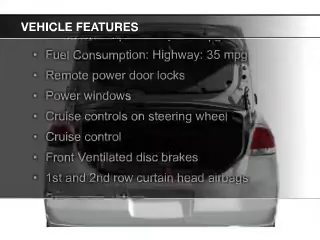 VEHICLE FEATURES
• Fuel Consumption: Highway: 35 mpg
• Remote power door locks
• Power windows
• Cruise controls on steering wheel
• Cruise control
• Front Ventilated disc brakes
• 1st and 2nd row curtain head airbags